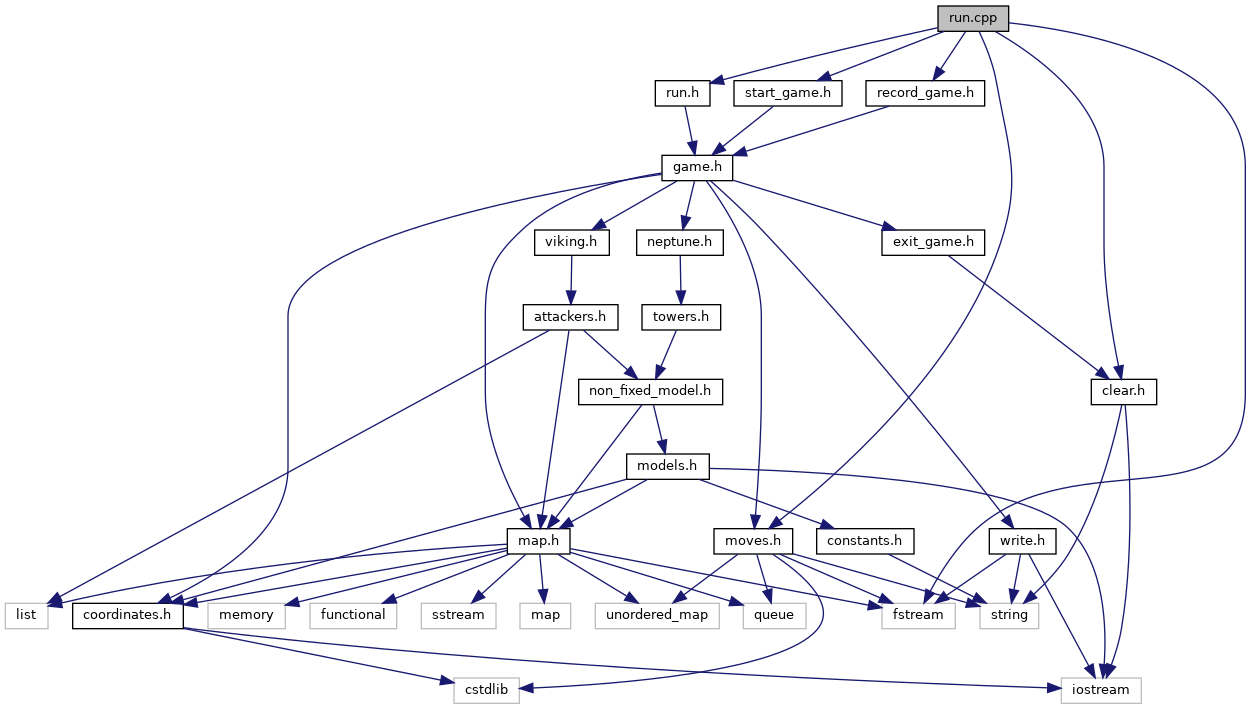 run.cpp
run.h
start_game.h
record_game.h
game.h
viking.h
neptune.h
exit_game.h
attackers.h
towers.h
non_fixed_model.h
clear.h
models.h
map.h
moves.h
constants.h
write.h
list
coordinates.h
memory
functional
sstream
map
unordered_map
queue
fstream
string
cstdlib
iostream